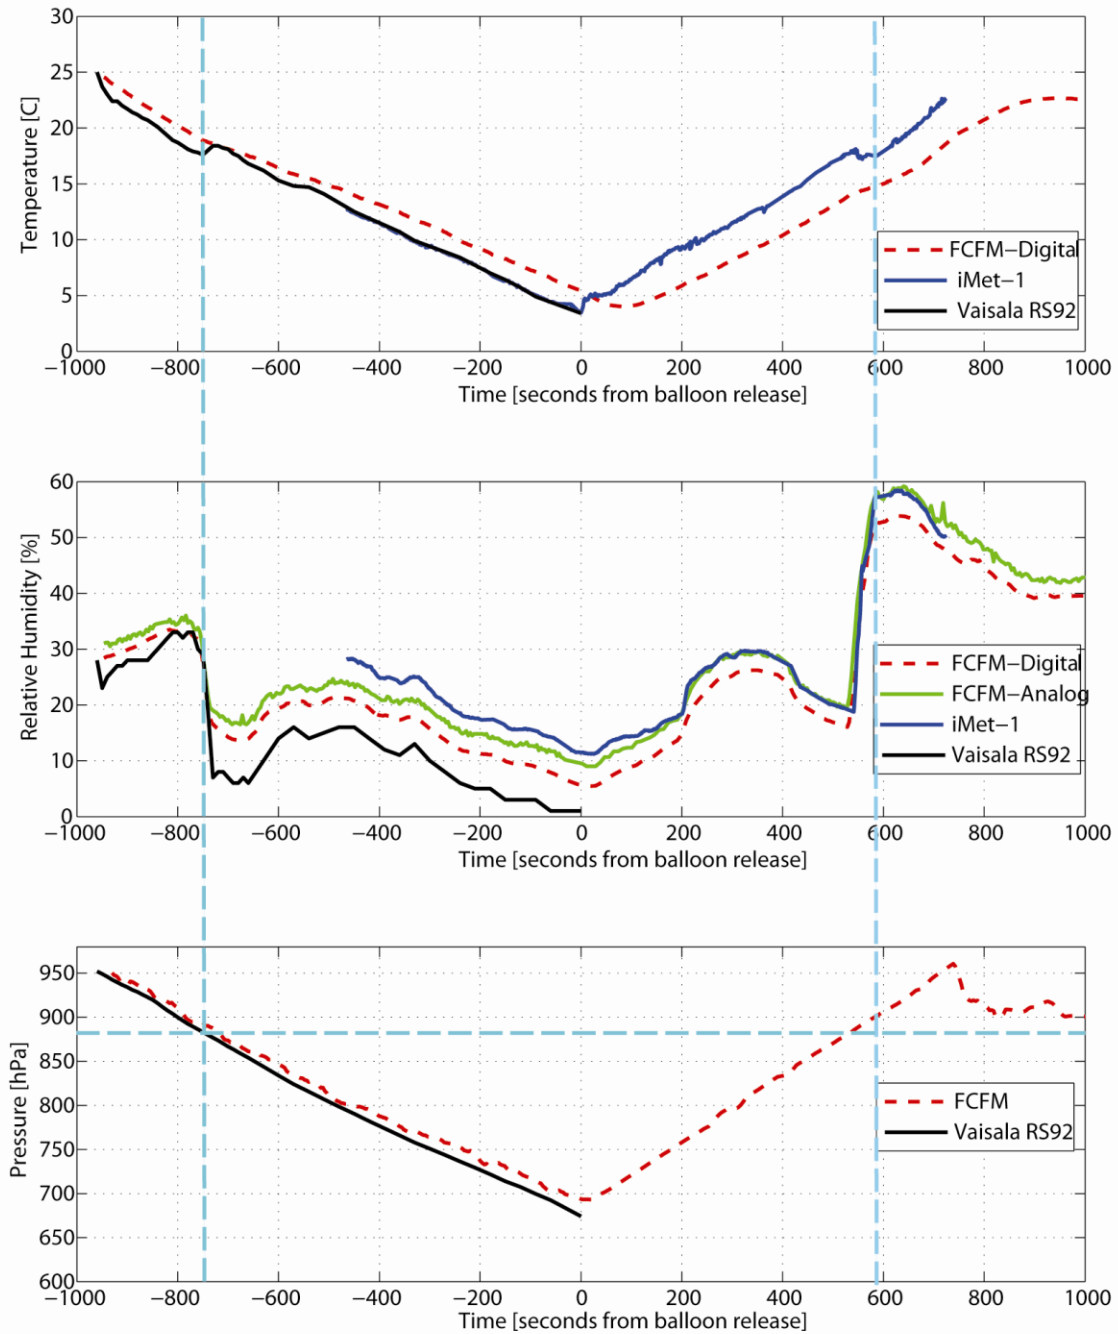 30
25
20
15
10
5
0
Temperature [C]
FCFM−Digital
iMet−1
Vaisala RS92
−1000 −800 −600 −400 −200 0 200 400 600 800 1000
Time [seconds from balloon release]
60
50
40
30
20
10
0
Relative Humidity [%]
FCFM−Digital
FCFM−Analog
iMet−1
Vaisala RS92
−1000 −800 −600 −400 −200 0 200 400 600 800 1000
Time [seconds from balloon release]
950
900
850
800
750
700
650
600
Pressure [hPa]
FCFM
Vaisala RS92
−1000 −800 −600 −400 −200 0 200 400 600 800 1000
Time [seconds from balloon release]